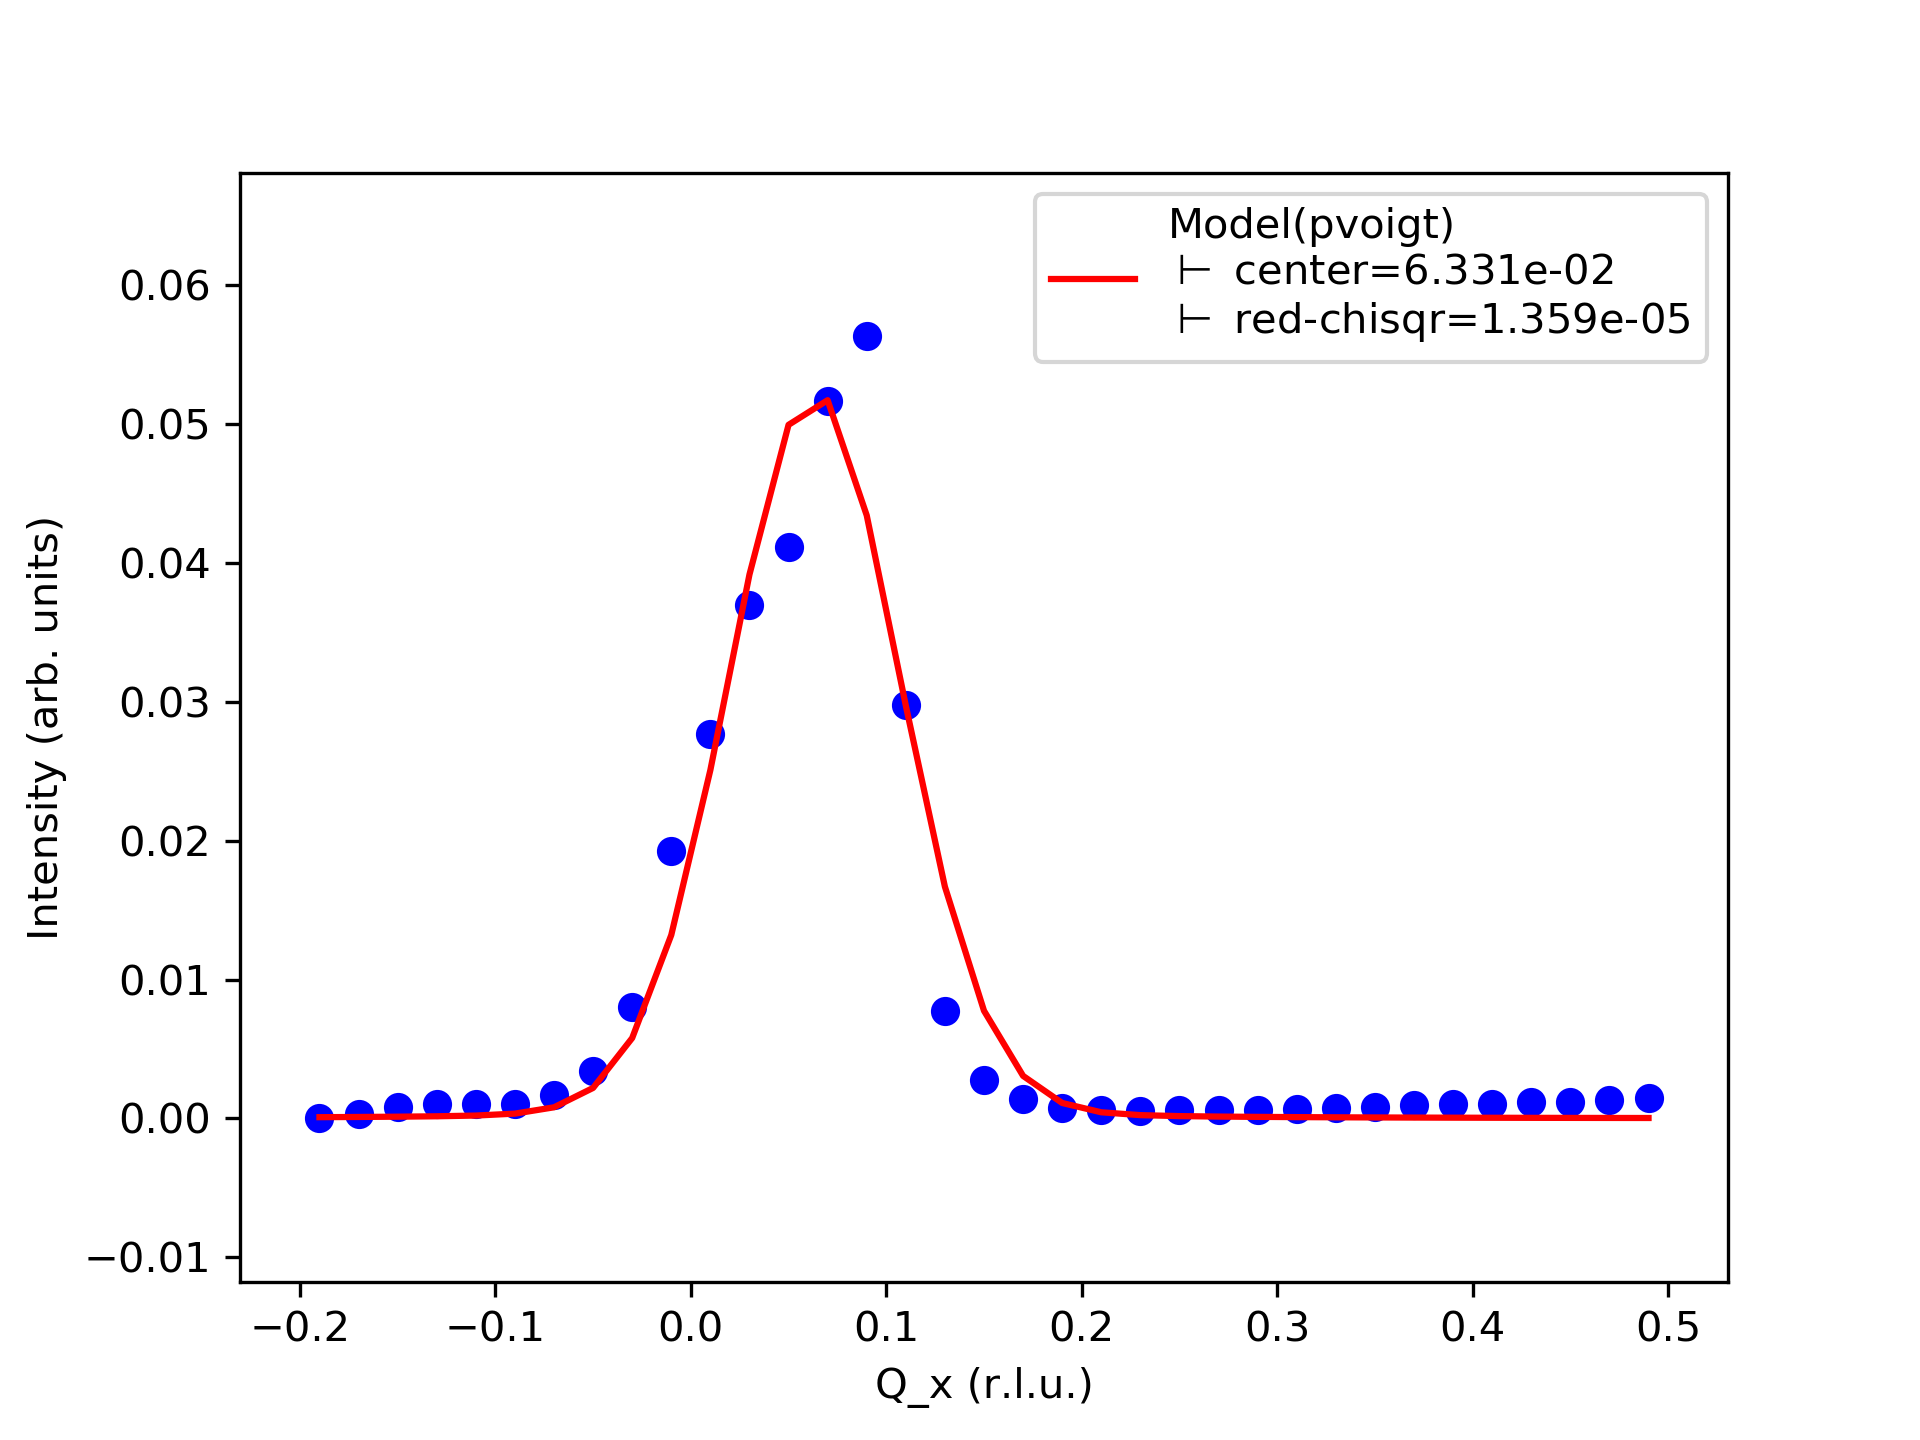 Model(pvoigt)
⊢ center=6.331e-02
⊢ red-chisqr=1.359e-05
0.06
0.05
0.04
0.03
0.02
0.01
0.00
−0.01
Intensity (arb. units)
−0.2 −0.1 0.0 0.1 0.2 0.3 0.4 0.5
Q_x (r.l.u.)